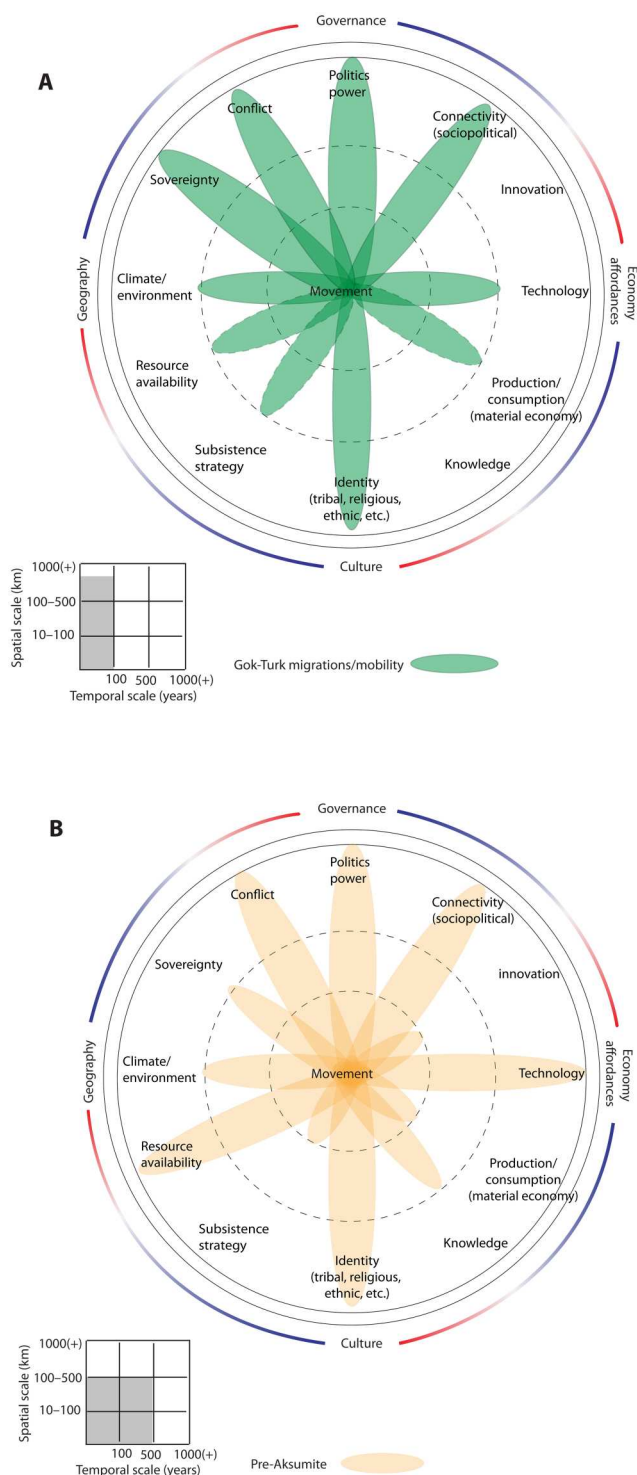 Governance
A
Politics
power
Conflict
Connectivity
(sociopolitical)
Sovereignty
Innovation
Geography
Climate/
environment
Movement
Technology
Economy
affordances
Resource
availability
Production/
consumption
(material economy)
Subsistence
strategy
Knowledge
Identity
(tribal, religious,
ethnic, etc.)
Culture
Spatial scale (km)
1000(+)
100–500
10–100
100 500 1000(+)
Temporal scale (years)
Gok-Turk migrations/mobility
Governance
B
Politics
power
Conflict
Connectivity
(sociopolitical)
Sovereignty
innovation
Geography
Climate/
environment
Movement
Technology
Economy
affordances
Resource
availability
Production/
consumption
(material economy)
Subsistence
strategy
Knowledge
Identity
(tribal, religious,
ethnic, etc.)
Culture
Spatial scale (km)
1000(+)
100–500
10–100
100 500 1000(+)
Temporal scale (years)
Pre-Aksumite